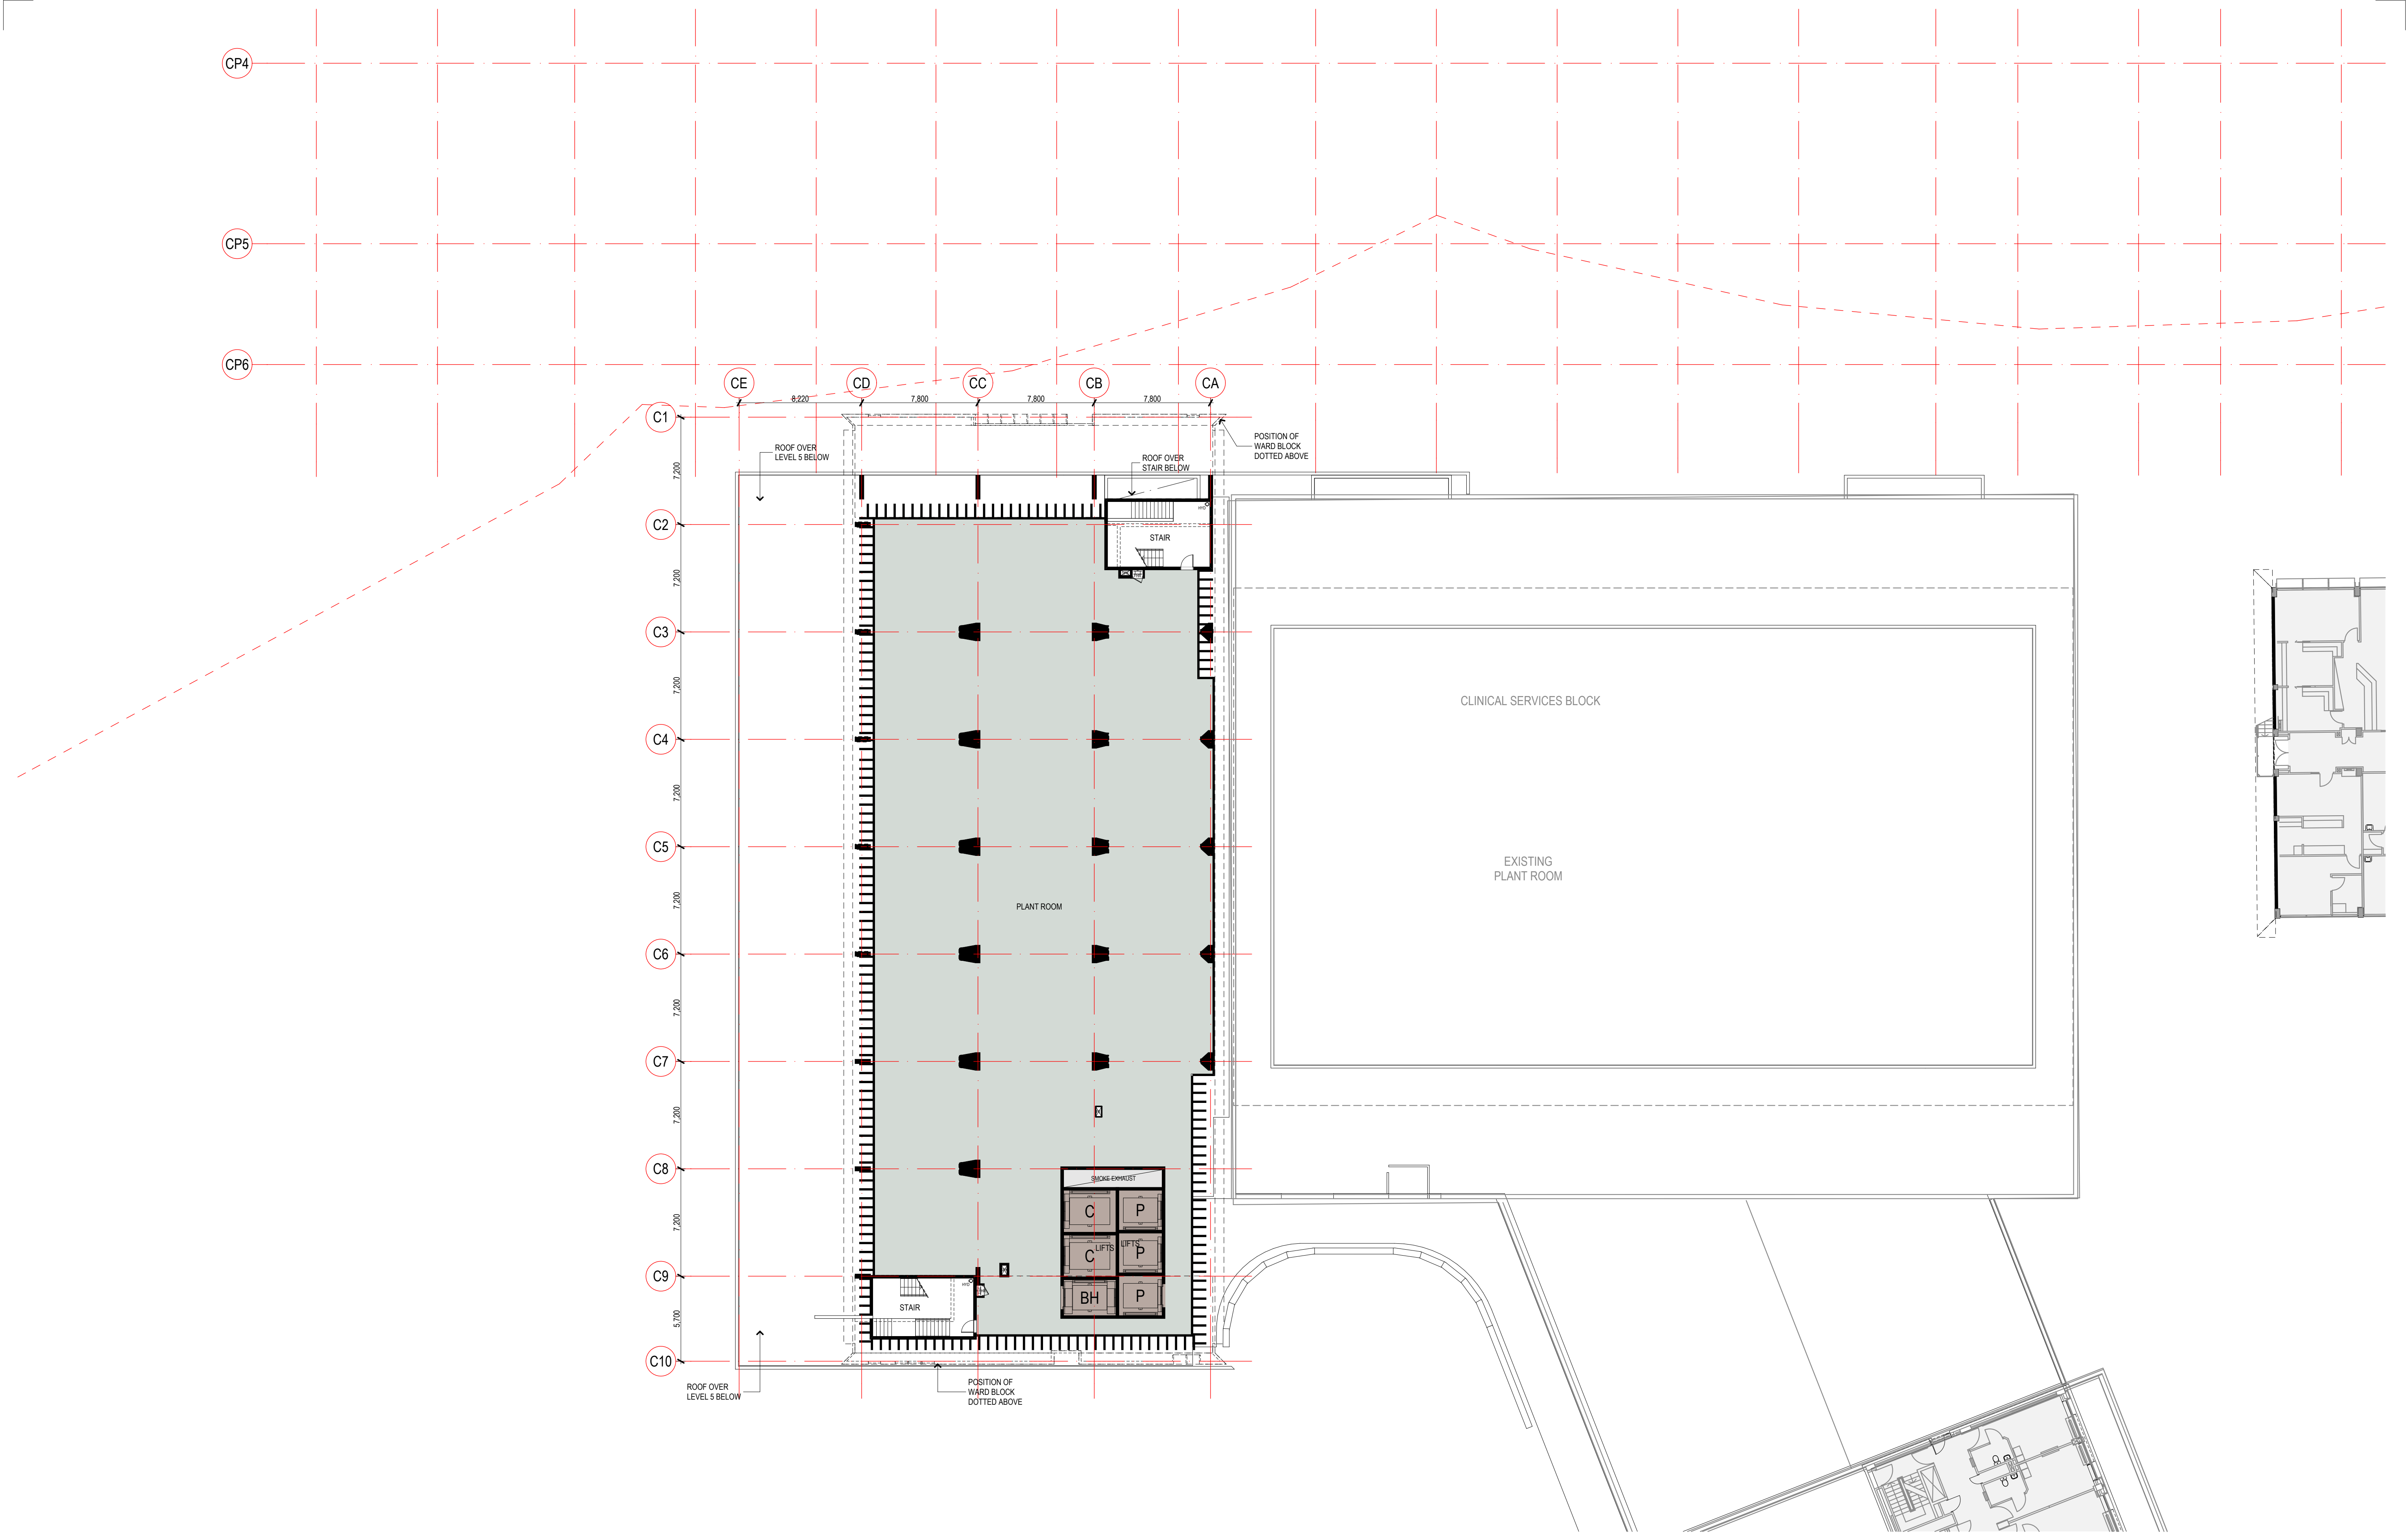 CP4
CP5
CP6
CE
CD
CC
CB
CA
8,220
7,800
7,800
7,800
C1
C2
C3
C4
C5
C6
C7
C8
C9
C10
7,200
7,200
7,200
7,200
7,200
7,200
7,200
7,200
5,700
ROOF OVER
LEVEL 5 BELOW
ROOF OVER
STAIR BELOW
POSITION OF
WARD BLOCK
DOTTED ABOVE
HYD
STAIR
CLINICAL SERVICES BLOCK
EXISTING
PLANT ROOM
PLANT ROOM
SMOKE EXHAUST
C
P
C
P
LIFTS
LIFTS
BH
P
HYD
STAIR
ROOF OVER
LEVEL 5 BELOW
POSITION OF
WARD BLOCK
DOTTED ABOVE